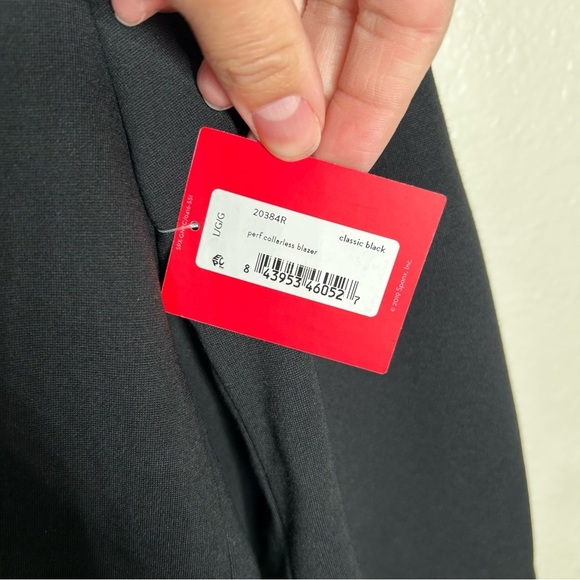 20384R
L/G/G
perf collarless blazer
classic black
8 43953 46052 7
© 2019 Spanx, Inc.